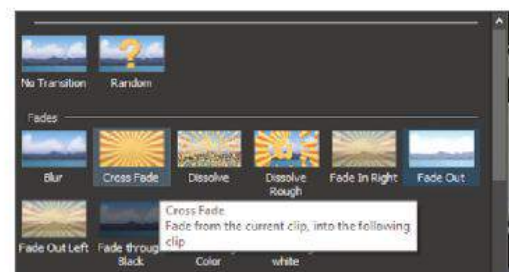 No Transition Random
Fades
Blur Cross Fade Dissolve Dissolve Rough Fade In Right Fade Out
Cross Fade
Fade from the current clip, into the following clip
Fade Out Left Fade through Black Color white